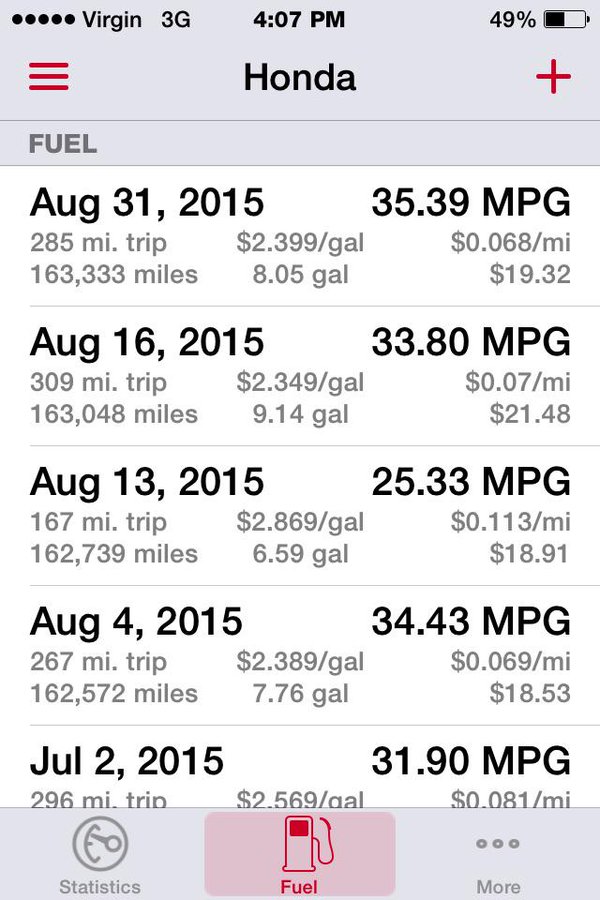 Virgin 3G 4:07 PM 49%
Honda
FUEL
Aug 31, 2015 35.39 MPG
285 mi. trip $2.399/gal $0.068/mi
163,333 miles 8.05 gal $19.32
Aug 16, 2015 33.80 MPG
309 mi. trip $2.349/gal $0.07/mi
163,048 miles 9.14 gal $21.48
Aug 13, 2015 25.33 MPG
167 mi. trip $2.869/gal $0.113/mi
162,739 miles 6.59 gal $18.91
Aug 4, 2015 34.43 MPG
267 mi. trip $2.389/gal $0.069/mi
162,572 miles 7.76 gal $18.53
Jul 2, 2015 31.90 MPG
296 mi. trip $2.569/gal $0.081/mi
Statistics Fuel More